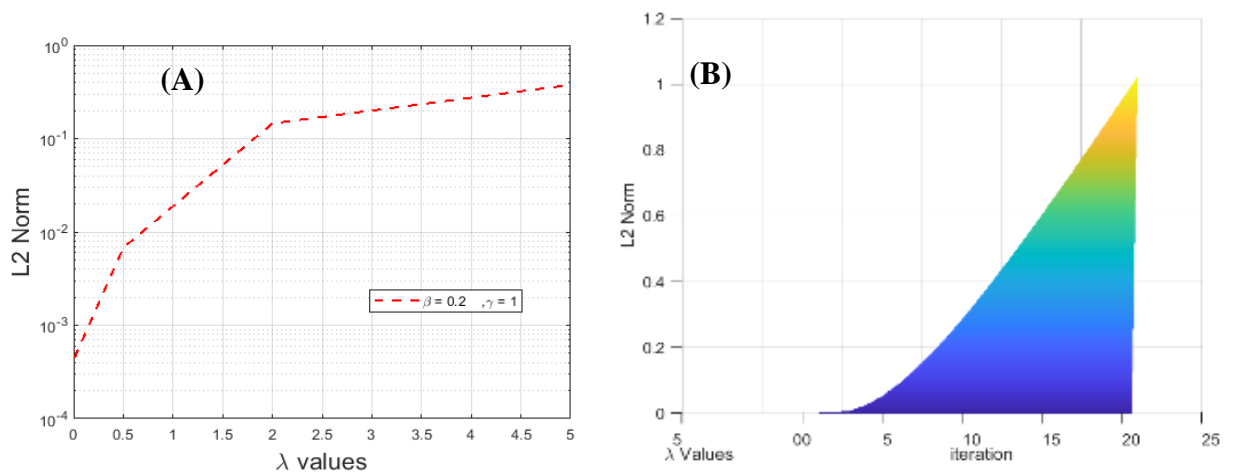 (A)
10^0
10^-1
10^-2
10^-3
10^-4
L2 Norm
0 0.5 1 1.5 2 2.5 3 3.5 4 4.5 5
λ values
β = 0.2 ,γ = 1
(B)
1.2
1
0.8
0.6
0.4
0.2
0
L2 Norm
5 0 0 5 10 15 20 25
λ Values iteration